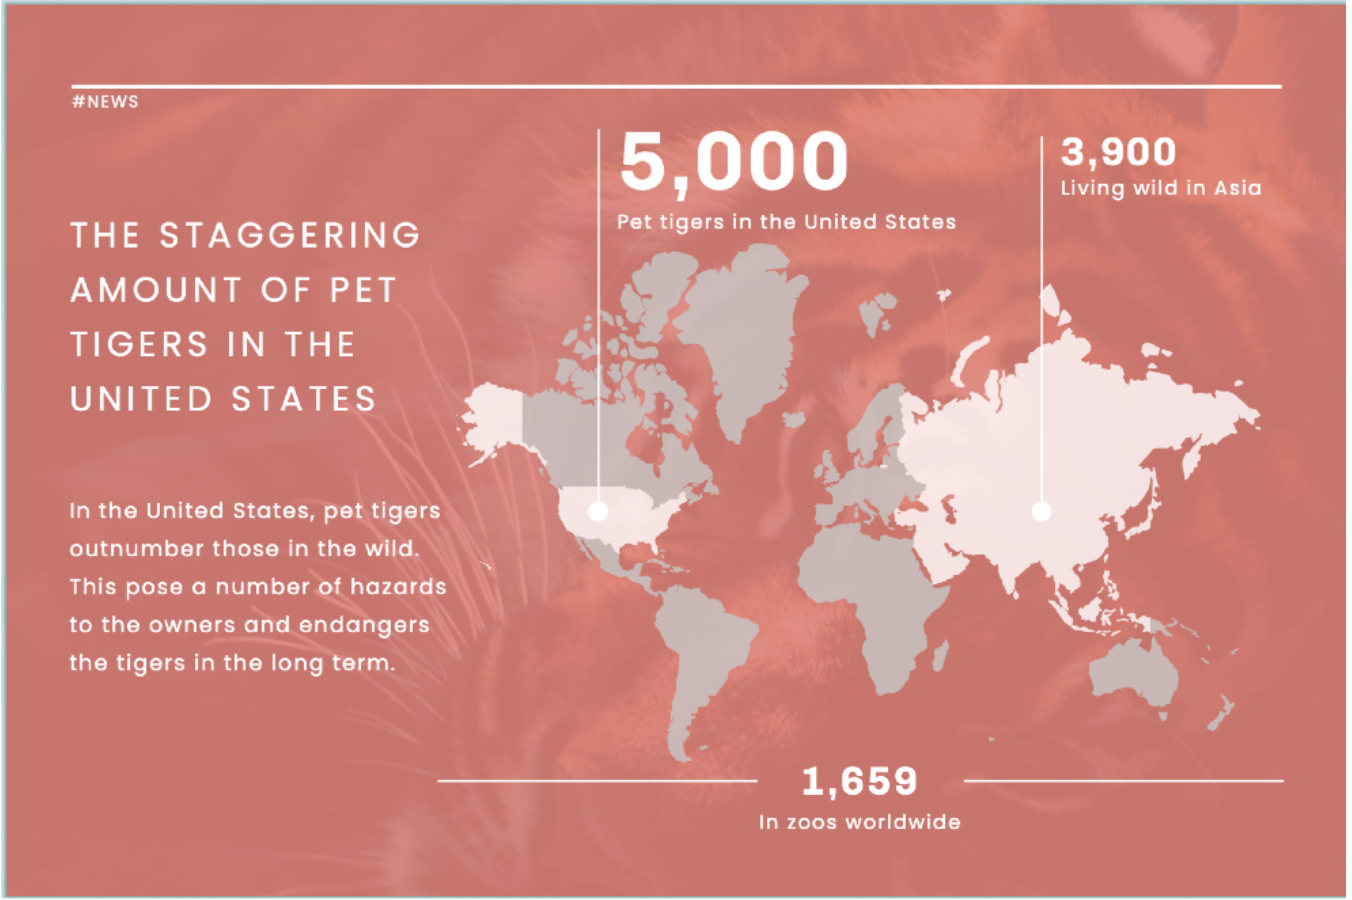 #NEWS
5,000
Pet tigers in the United States
3,900
Living wild in Asia
THE STAGGERING
AMOUNT OF PET
TIGERS IN THE
UNITED STATES
In the United States, pet tigers
outnumber those in the wild.
This pose a number of hazards
to the owners and endangers
the tigers in the long term.
1,659
In zoos worldwide